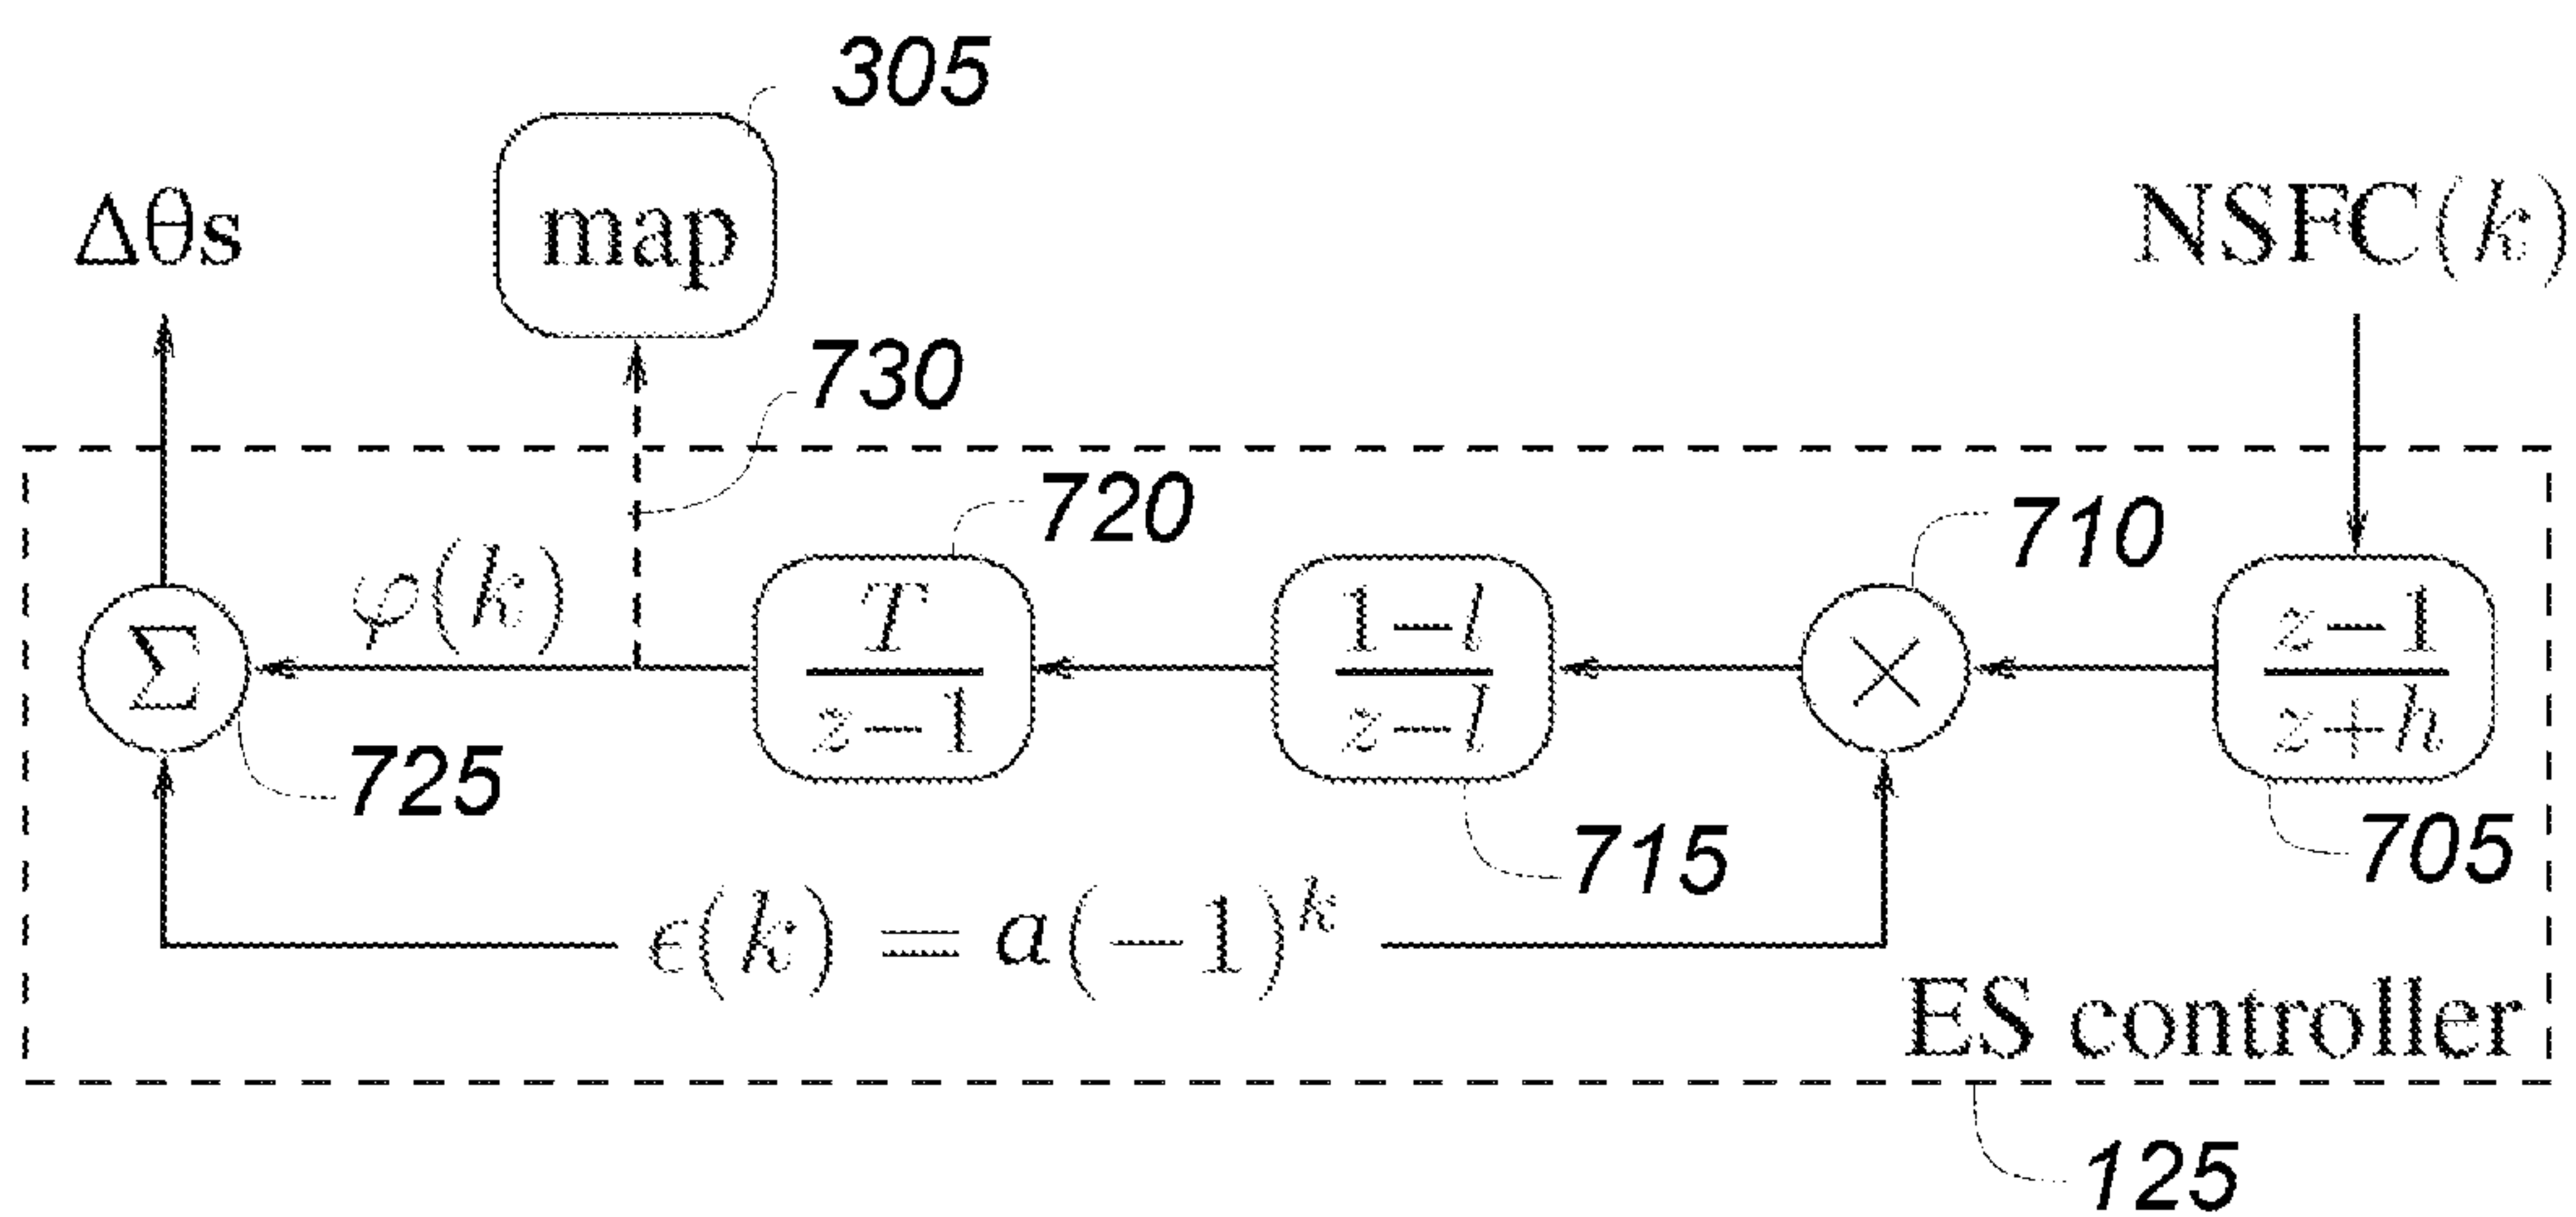 305
Δθs
map
NSFC(k)
730
720
710
φ(k)
T
z−1
1−l
z−l
×
z−1
z+h
Σ
725
715
705
ϵ(k) = a(−1)^k
ES controller
125